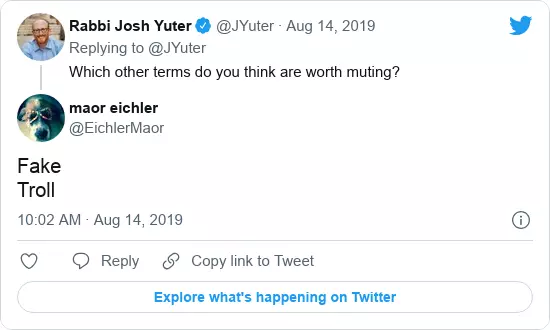 Rabbi Josh Yuter @JYuter · Aug 14, 2019
Replying to @JYuter
Which other terms do you think are worth muting?
maor eichler
@EichlerMaor
Fake
Troll
10:02 AM · Aug 14, 2019
Reply Copy link to Tweet
Explore what's happening on Twitter